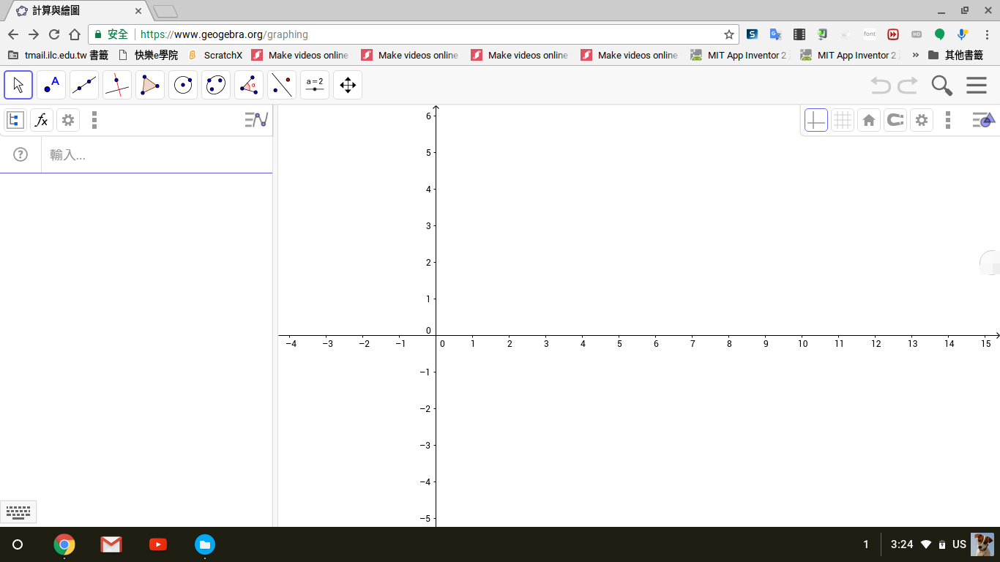 計算與繪圖
安全 https://www.geogebra.org/graphing
S font HD
tmail.ilc.edu.tw 書籤 快樂e學院 ScratchX Make videos online Make videos online Make videos online Make videos online MIT App Inventor 2 MIT App Inventor 2 » 其他書籤
A α a=2
fx
? 輸入...
6
5
4
3
2
1
0
−4 −3 −2 −1 0 1 2 3 4 5 6 7 8 9 10 11 12 13 14 15
−1
−2
−3
−4
−5
1 3:24 US